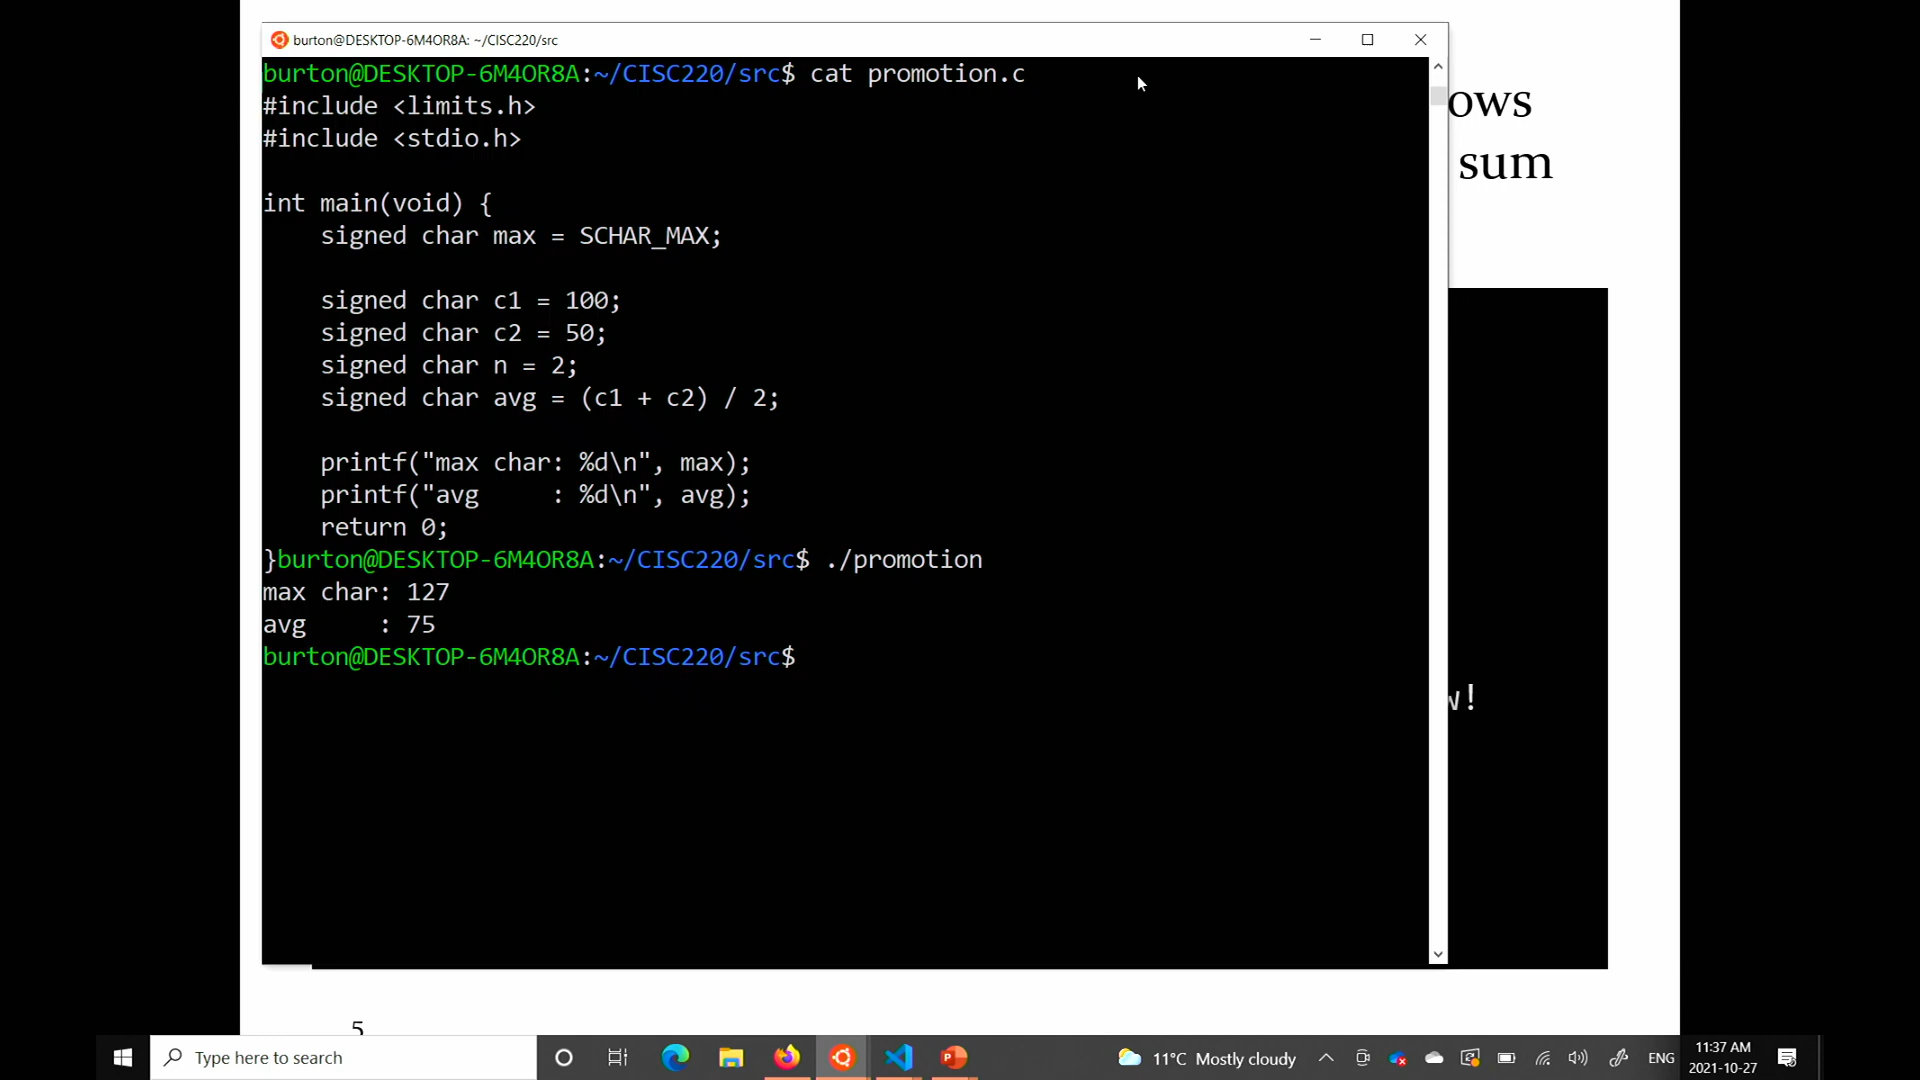 burton@DESKTOP-6M4OR8A: ~/CISC220/src
burton@DESKTOP-6M4OR8A:~/CISC220/src$ cat promotion.c
#include <limits.h>
#include <stdio.h>
int main(void) {
    signed char max = SCHAR_MAX;
    signed char c1 = 100;
    signed char c2 = 50;
    signed char n = 2;
    signed char avg = (c1 + c2) / 2;
    printf("max char: %d\n", max);
    printf("avg     : %d\n", avg);
    return 0;
}burton@DESKTOP-6M4OR8A:~/CISC220/src$ ./promotion
max char: 127
avg     : 75
burton@DESKTOP-6M4OR8A:~/CISC220/src$
ows
sum
w!
5
Type here to search
11°C Mostly cloudy
ENG
11:37 AM
2021-10-27